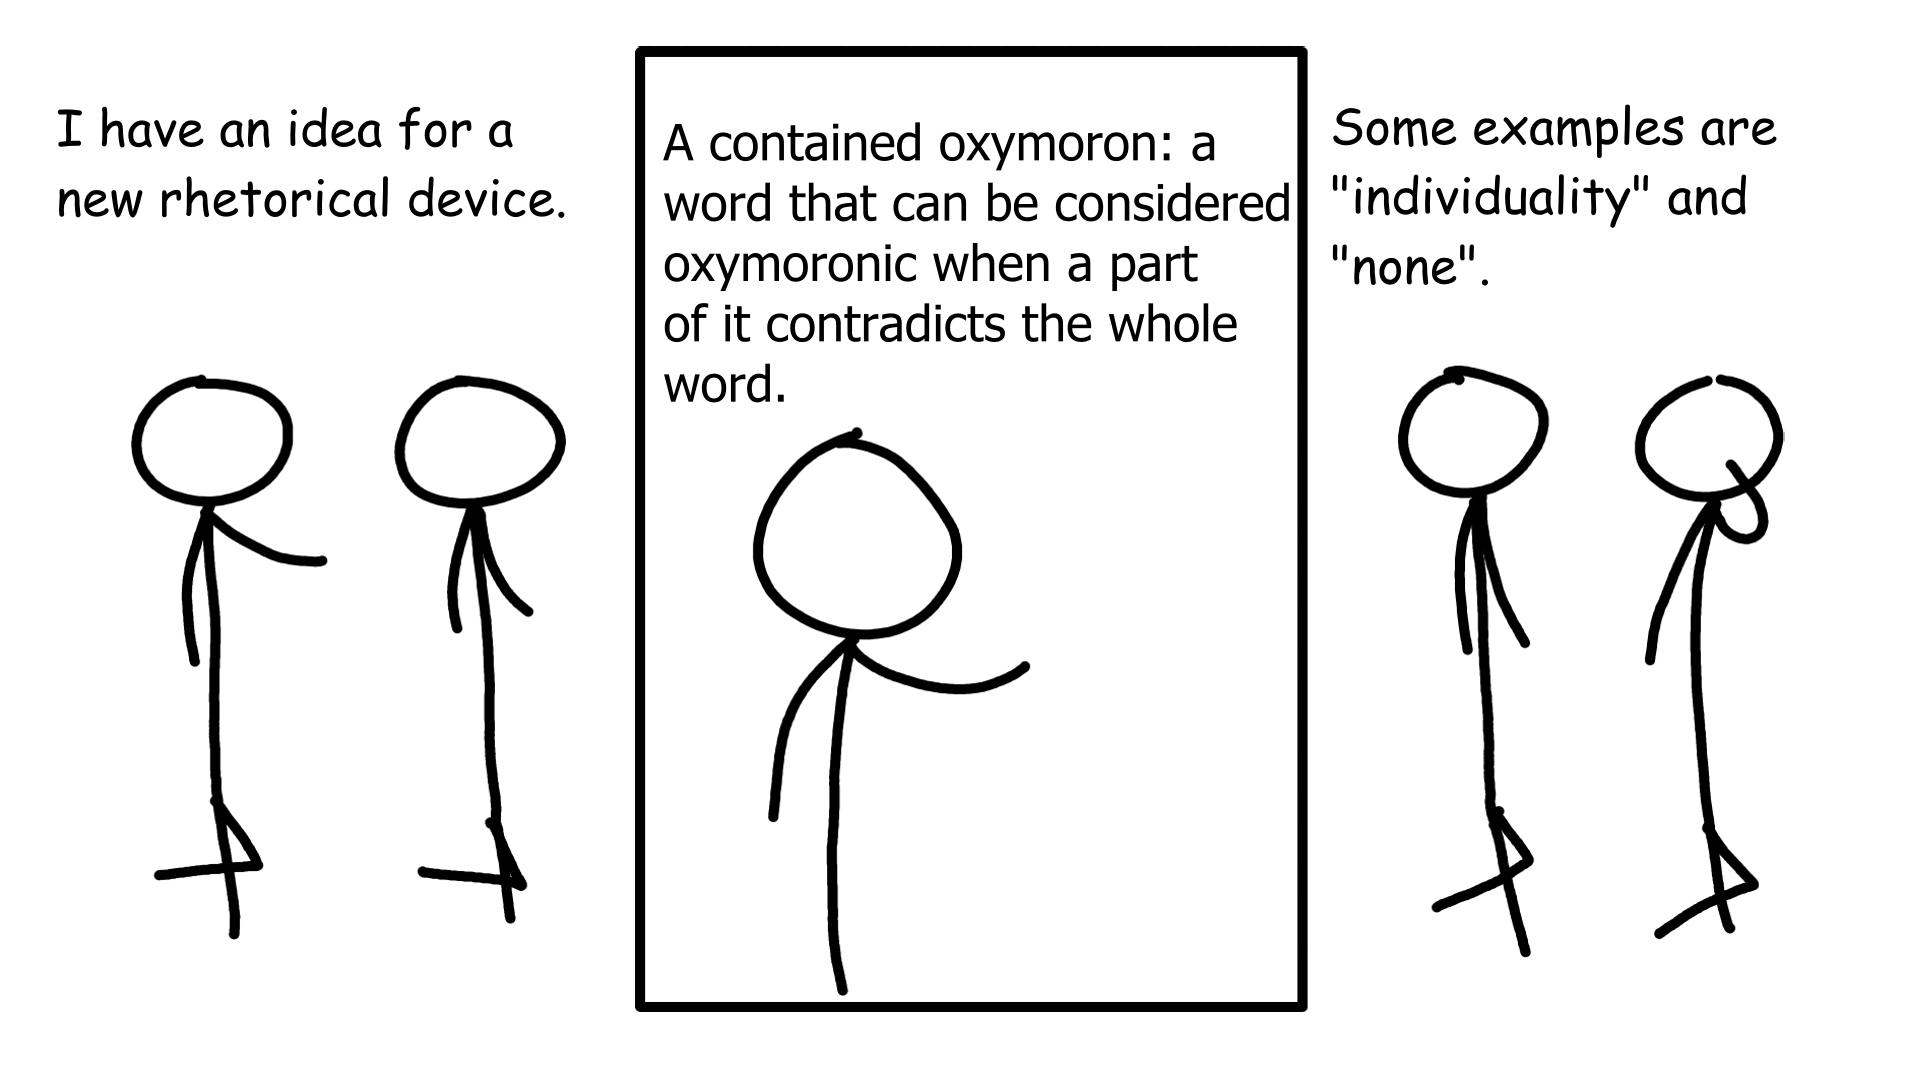 I have an idea for a
new rhetorical device.
A contained oxymoron: a
word that can be considered
oxymoronic when a part
of it contradicts the whole
word.
Some examples are
"individuality" and
"none".